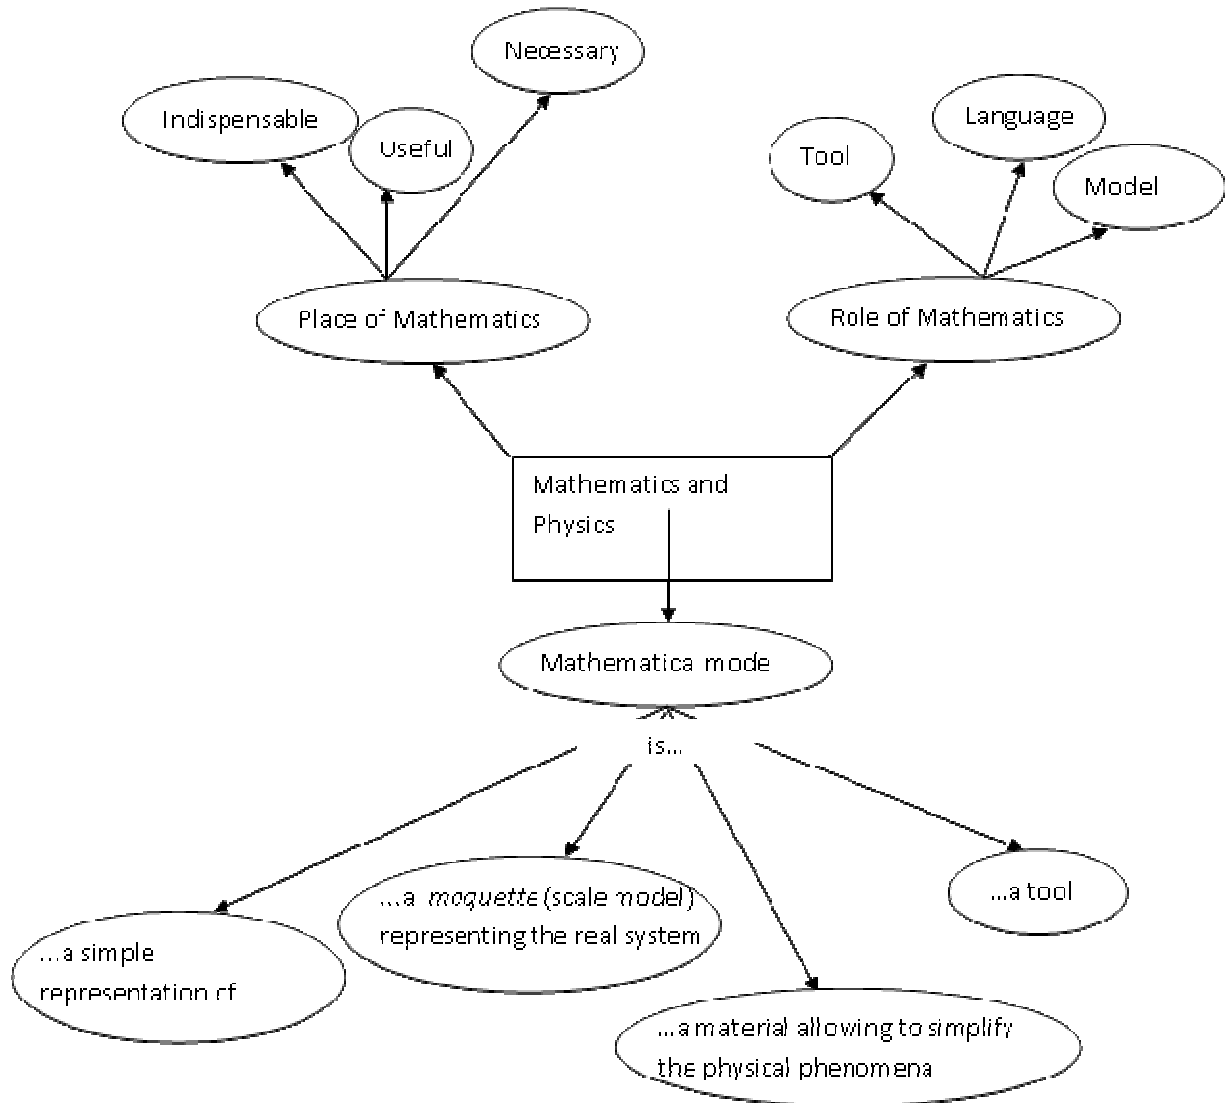 Necessary
Indispensable
Useful
Language
Tool
Model
Place of Mathematics
Role of Mathematics
Mathematics and
Physics
Mathematica mode
is...
...a tool
...a moquette (scale model)
representing the real system
...a simple
representation of
...a material allowing to simplify
the physical phenomena